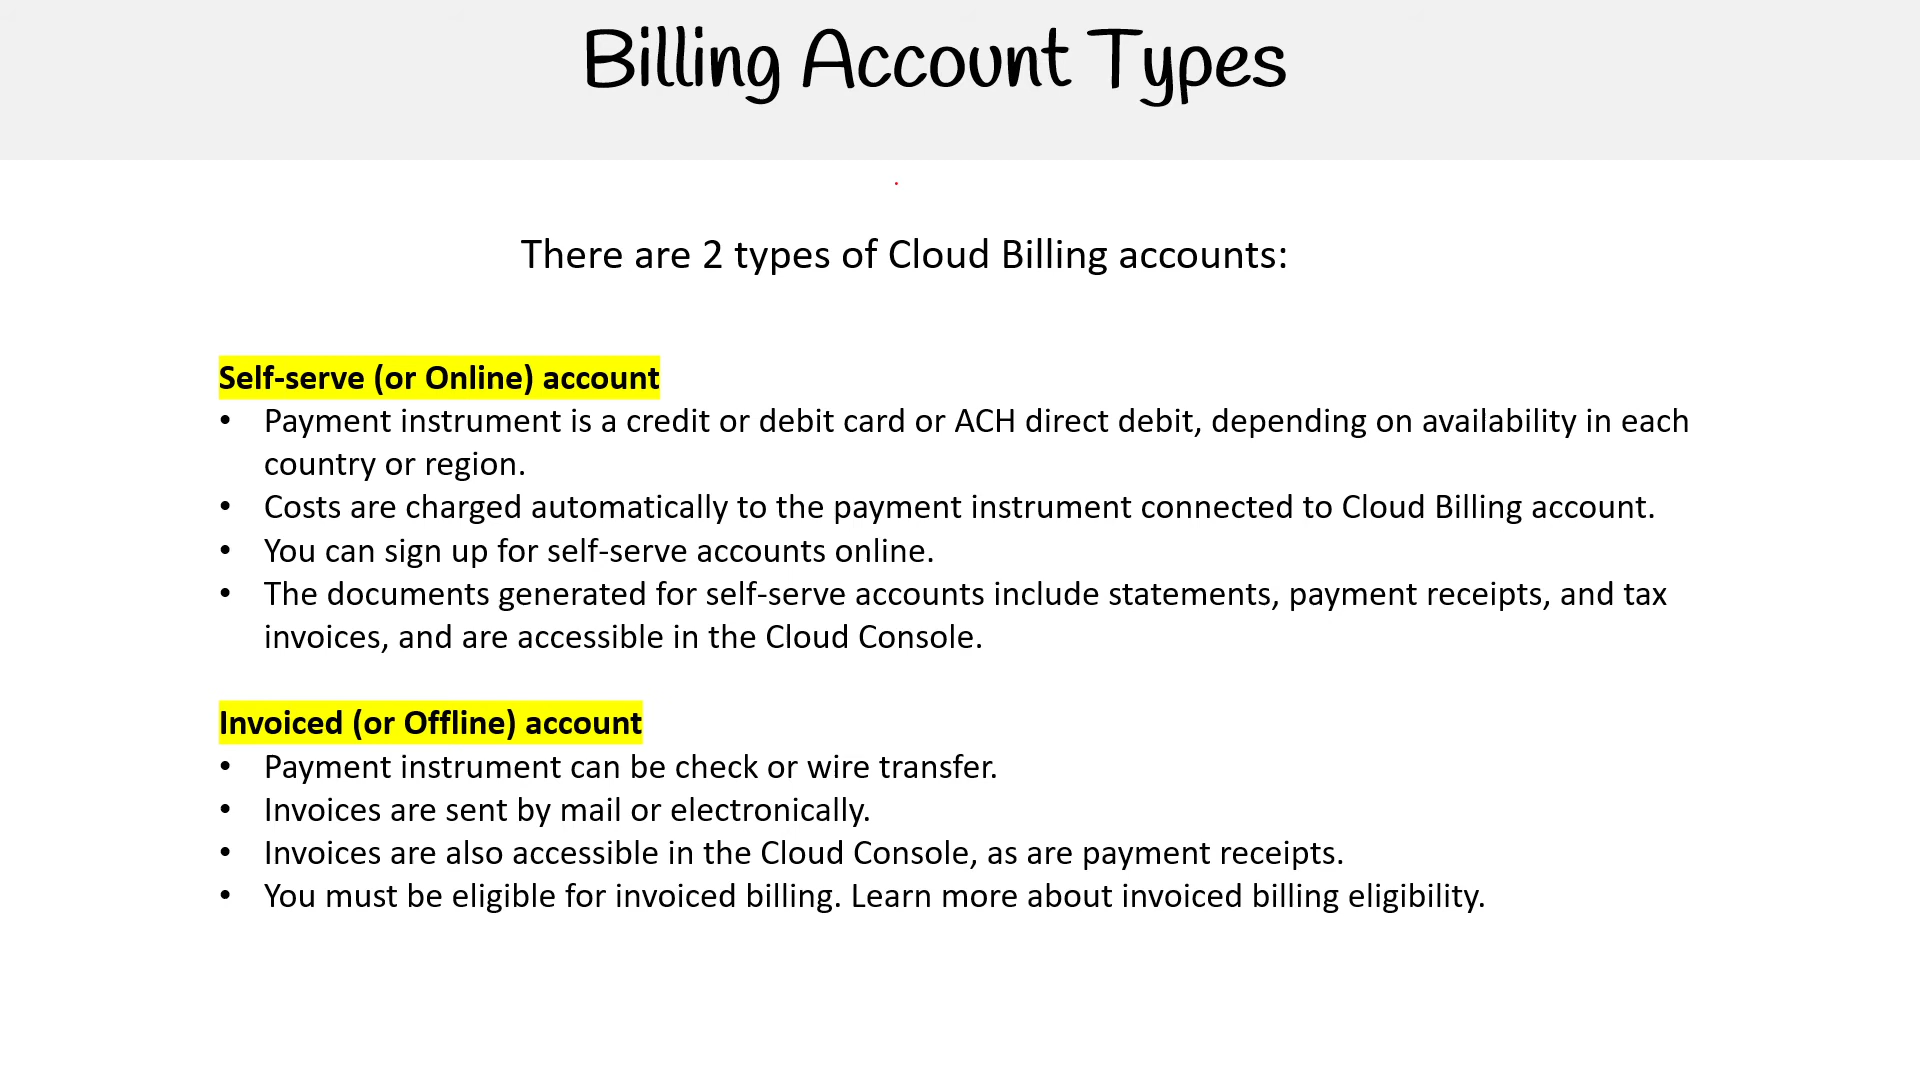 Billing Account Types
There are 2 types of Cloud Billing accounts:
Self-serve (or Online) account
• Payment instrument is a credit or debit card or ACH direct debit, depending on availability in each
country or region.
• Costs are charged automatically to the payment instrument connected to Cloud Billing account.
• You can sign up for self-serve accounts online.
• The documents generated for self-serve accounts include statements, payment receipts, and tax
invoices, and are accessible in the Cloud Console.
Invoiced (or Offline) account
• Payment instrument can be check or wire transfer.
• Invoices are sent by mail or electronically.
• Invoices are also accessible in the Cloud Console, as are payment receipts.
• You must be eligible for invoiced billing. Learn more about invoiced billing eligibility.